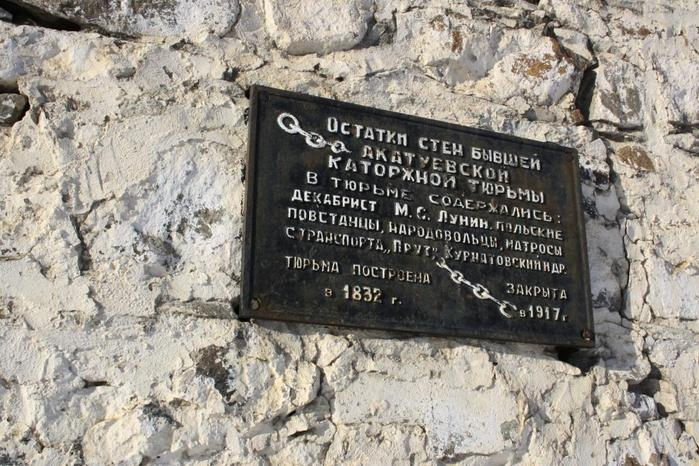 ОСТАТКИ СТЕН БЫВШЕЙ
АКАТУЕВСКОЙ
КАТОРЖНОЙ ТЮРЬМЫ
В ТЮРЬМЕ СОДЕРЖАЛИСЬ:
ДЕКАБРИСТ М.С. ЛУНИН, ПОЛЬСКИЕ
ПОВСТАНЦЫ, НАРОДОВОЛЬЦЫ, МАТРОСЫ
С ТРАНСПОРТА „ПРУТ", КУРНАТОВСКИЙ И ДР.
ТЮРЬМА ПОСТРОЕНА ЗАКРЫТА
в 1832 г. в 1917 г.